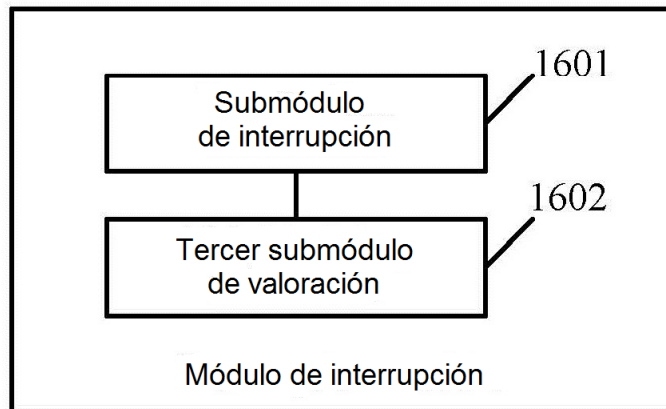 1601
Submódulo
de interrupción
1602
Tercer submódulo
de valoración
Módulo de interrupción